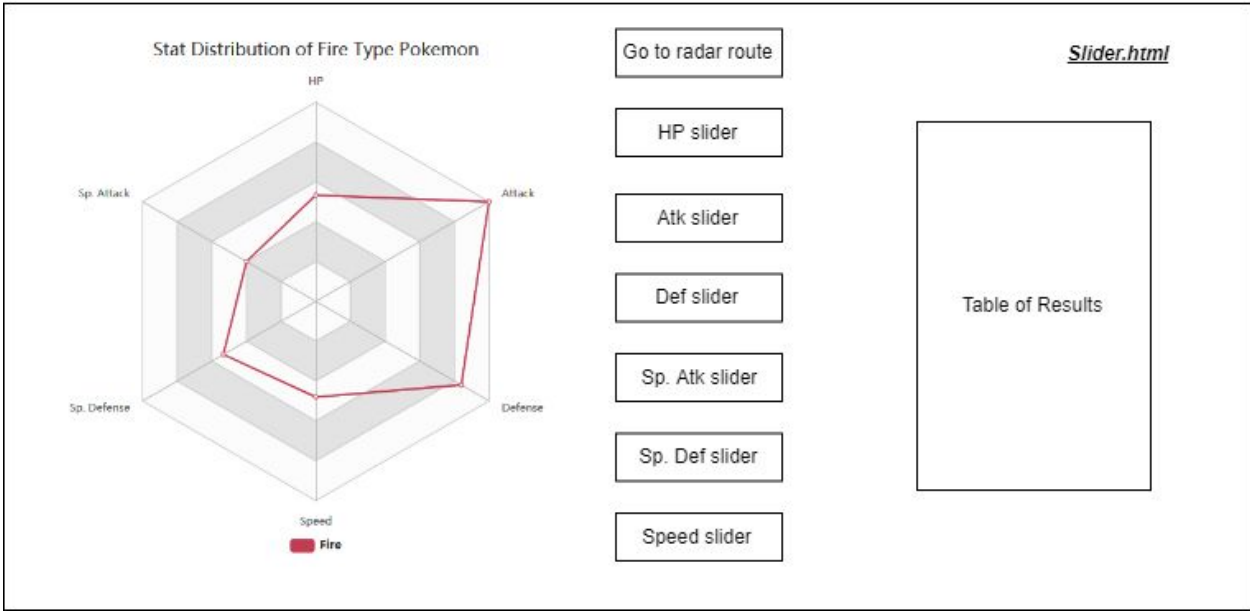 Stat Distribution of Fire Type Pokemon
HP
Sp. Attack
Attack
Sp. Defense
Defense
Speed
Fire
Go to radar route
HP slider
Atk slider
Def slider
Sp. Atk slider
Sp. Def slider
Speed slider
Slider.html
Table of Results